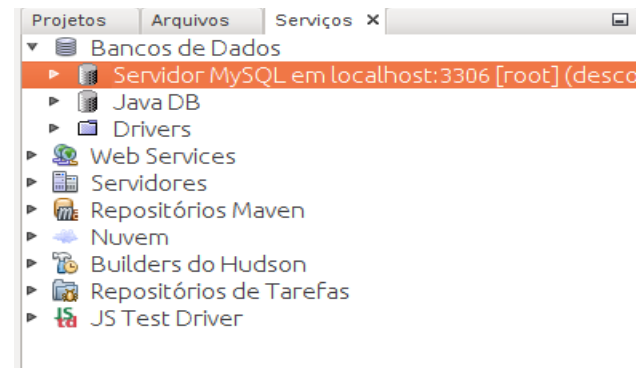 Projetos Arquivos Serviços
Bancos de Dados
Servidor MySQL em localhost:3306 [root] (desco
Java DB
Drivers
Web Services
Servidores
Repositórios Maven
Nuvem
Builders do Hudson
Repositórios de Tarefas
JS Test Driver